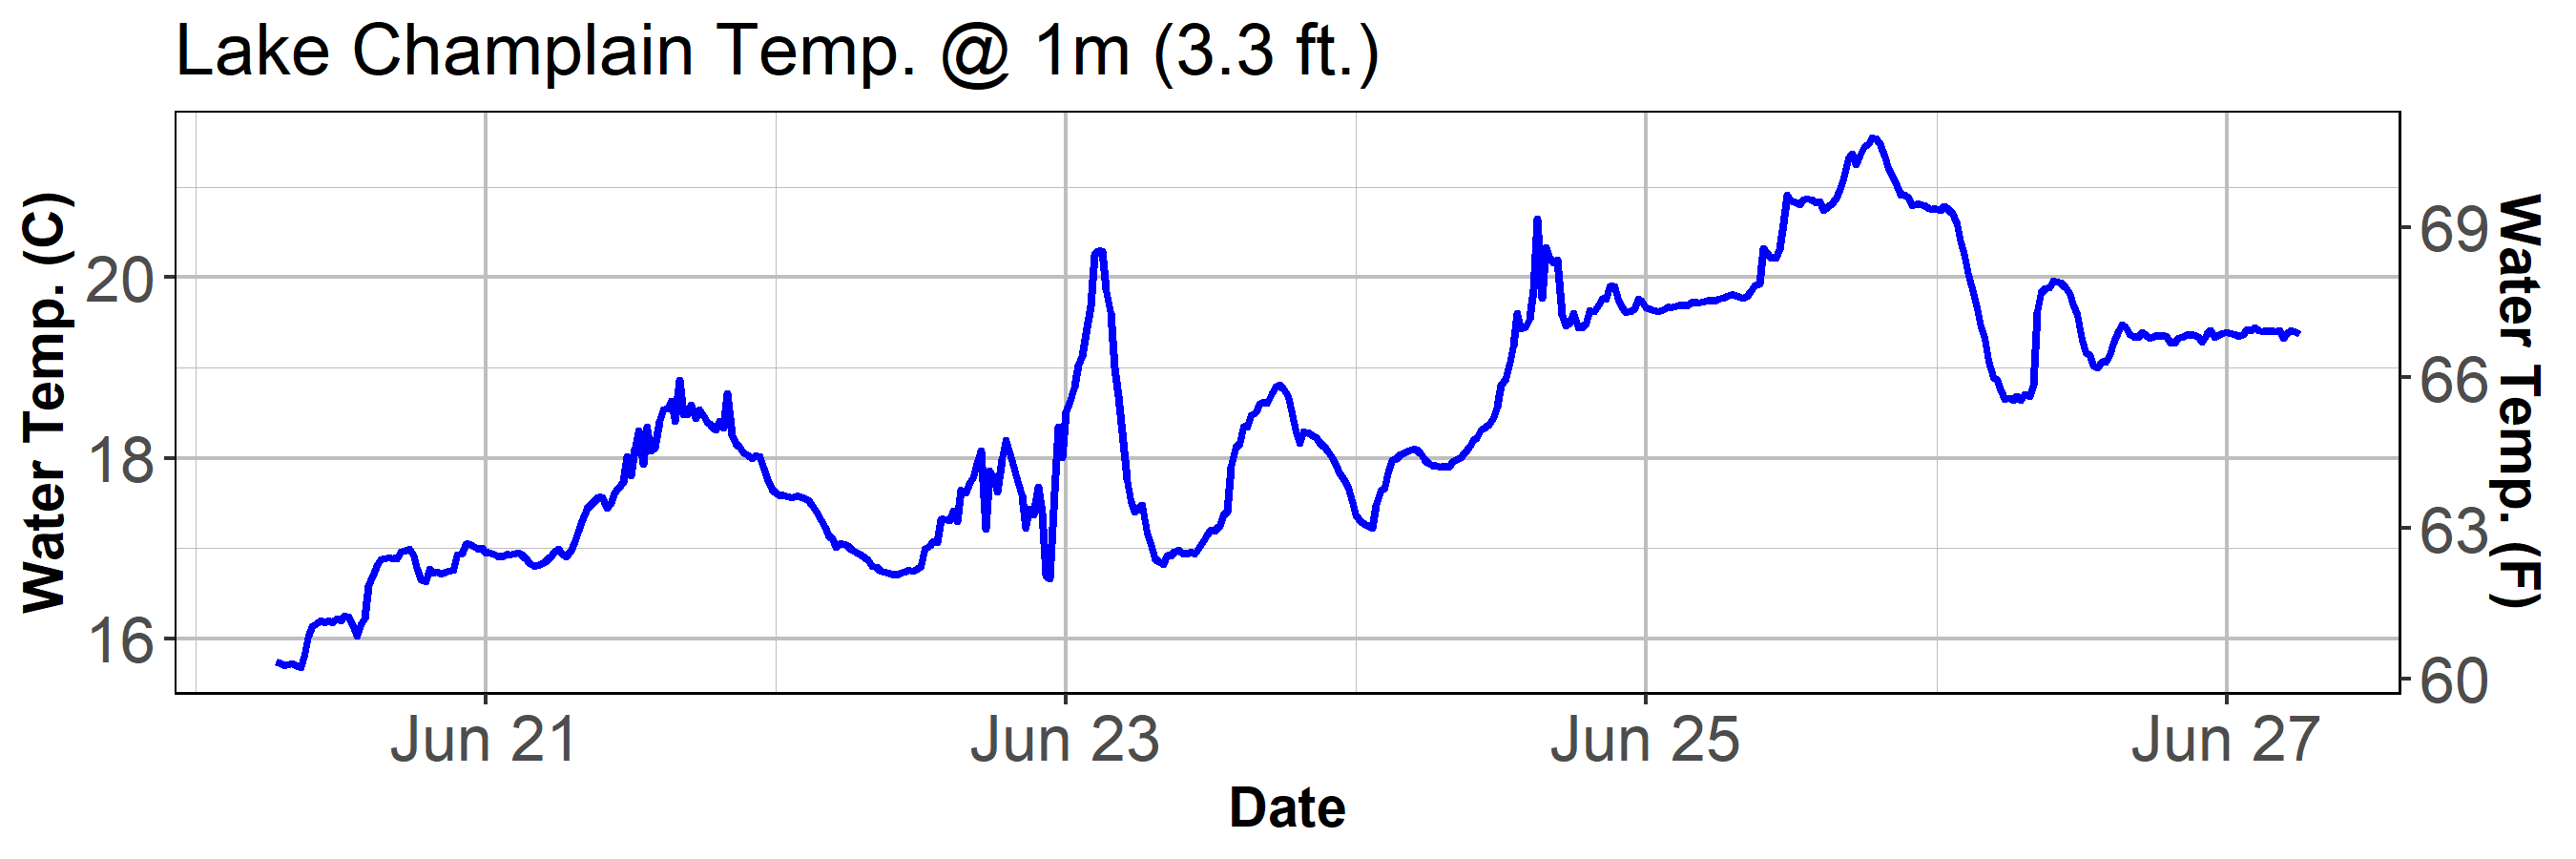 Lake Champlain Temp. @ 1m (3.3 ft.)
Water Temp. (C)
20
18
16
69
66
63
60
Water Temp. (F)
Jun 21
Jun 23
Jun 25
Jun 27
Date